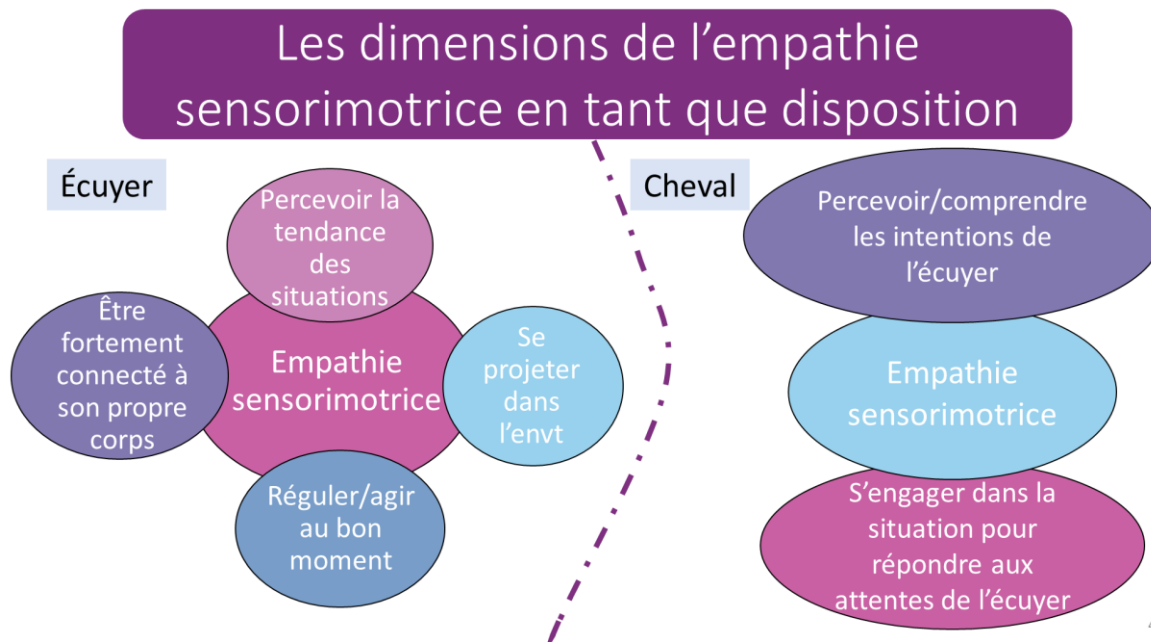 Les dimensions de l’empathie
sensorimotrice en tant que disposition
Écuyer
Percevoir la
tendance
des
situations
Être
fortement
connecté à
son propre
corps
Empathie
sensorimotrice
Se
projeter
dans
l’envt
Réguler/agir
au bon
moment
Cheval
Percevoir/comprendre
les intentions de
l’écuyer
Empathie
sensorimotrice
S’engager dans la
situation pour
répondre aux
attentes de l’écuyer